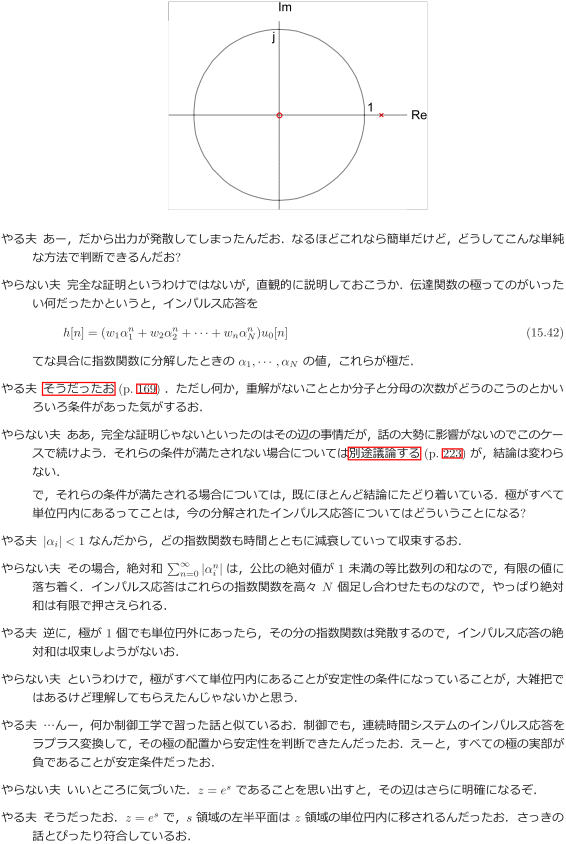 Im
j
1
Re
やる夫 あー，だから出力が発散してしまったんだお．なるほどこれなら簡単だけど，どうしてこんな単純
な方法で判断できるんだお?
やらない夫 完全な証明というわけではないが，直観的に説明しておこうか．伝達関数の極ってのがいった
い何だったかというと，インパルス応答を
h[n] = (w_1α_1^n + w_2α_2^n + ⋯ + w_nα_N^n)u_0[n] (15.42)
てな具合に指数関数に分解したときの α_1, ⋯ , α_N の値，これらが極だ．
やる夫 そうだったお (p. 169) ．ただし何か，重解がないこととか分子と分母の次数がどうのこうのとかい
ろいろ条件があった気がするお．
やらない夫 ああ，完全な証明じゃないといったのはその辺の事情だが，話の大勢に影響がないのでこのケー
スで続けよう．それらの条件が満たされない場合については別途議論する (p. 223) が，結論は変わら
ない．
で，それらの条件が満たされる場合については，既にほとんど結論にたどり着いている．極がすべて
単位円内にあるってことは，今の分解されたインパルス応答についてはどういうことになる?
やる夫 |α_i| < 1 なんだから，どの指数関数も時間とともに減衰していって収束するお．
やらない夫 その場合，絶対和 ∑_{n=0}^∞ |α_i^n| は，公比の絶対値が 1 未満の等比数列の和なので，有限の値に
落ち着く．インパルス応答はこれらの指数関数を高々 N 個足し合わせたものなので，やっぱり絶対
和は有限で押さえられる．
やる夫 逆に，極が 1 個でも単位円外にあったら，その分の指数関数は発散するので，インパルス応答の絶
対和は収束しようがないお．
やらない夫 というわけで，極がすべて単位円内にあることが安定性の条件になっていることが，大雑把で
はあるけど理解してもらえたんじゃないかと思う．
やる夫 …んー，何か制御工学で習った話と似ているお．制御でも，連続時間システムのインパルス応答を
ラプラス変換して，その極の配置から安定性を判断できたんだったお．えーと，すべての極の実部が
負であることが安定条件だったお．
やらない夫 いいところに気づいた．z = e^s であることを思い出すと，その辺はさらに明確になるぞ．
やる夫 そうだったお．z = e^s で，s 領域の左半平面は z 領域の単位円内に移されるんだったお．さっきの
話とぴったり符合しているお．